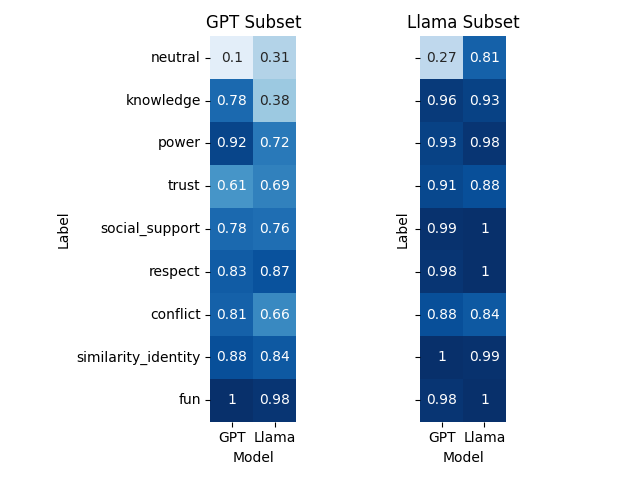 GPT Subset Llama Subset
neutral 0.1 0.31 0.27 0.81
knowledge 0.78 0.38 0.96 0.93
power 0.92 0.72 0.93 0.98
trust 0.61 0.69 0.91 0.88
Label Label
social_support 0.78 0.76 0.99 1
respect 0.83 0.87 0.98 1
conflict 0.81 0.66 0.88 0.84
similarity_identity 0.88 0.84 1 0.99
fun 1 0.98 0.98 1
GPT Llama GPT Llama
Model Model